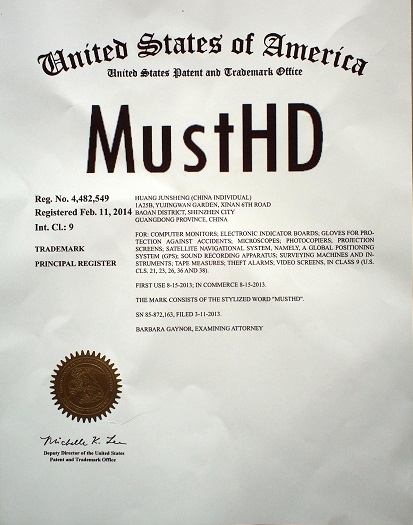 United States of America
United States Patent and Trademark Office
MustHD
Reg. No. 4,482,549
Registered Feb. 11, 2014
Int. Cl.: 9
TRADEMARK
PRINCIPAL REGISTER
HUANG JUNSHENG (CHINA INDIVIDUAL)
1A25B, YUJINGWAN GARDEN, XINAN 6TH ROAD
BAOAN DISTRICT, SHENZHEN CITY
GUANGDONG PROVINCE, CHINA
FOR: COMPUTER MONITORS; ELECTRONIC INDICATOR BOARDS; GLOVES FOR PRO-
TECTION AGAINST ACCIDENTS; MICROSCOPES; PHOTOCOPIERS; PROJECTION
SCREENS; SATELLITE NAVIGATIONAL SYSTEM, NAMELY, A GLOBAL POSITIONING
SYSTEM (GPS); SOUND RECORDING APPARATUS; SURVEYING MACHINES AND IN-
STRUMENTS; TAPE MEASURES; THEFT ALARMS; VIDEO SCREENS, IN CLASS 9 (U.S.
CLS. 21, 23, 26, 36 AND 38).
FIRST USE 8-15-2013; IN COMMERCE 8-15-2013.
THE MARK CONSISTS OF THE STYLIZED WORD "MUSTHD".
SN 85-872,163, FILED 3-11-2013.
BARBARA GAYNOR, EXAMINING ATTORNEY
Michelle K. Lee
Deputy Director of the United States
Patent and Trademark Office